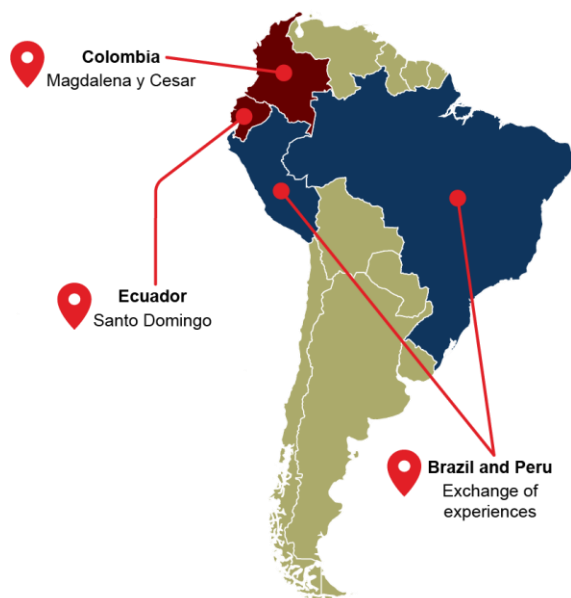 Colombia
Magdalena y Cesar
Ecuador
Santo Domingo
Brazil and Peru
Exchange of
experiences